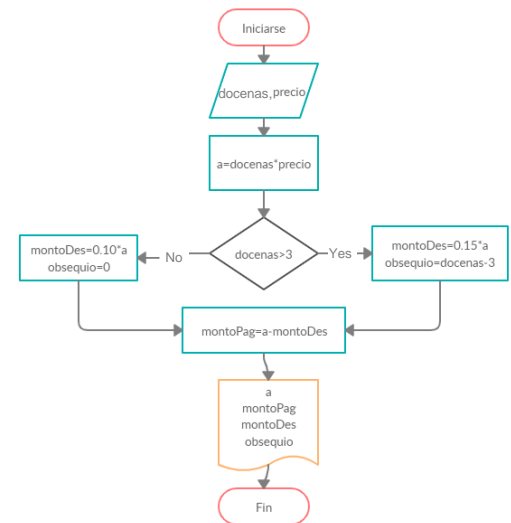 Iniciarse
docenas,precio
a=docenas*precio
docenas>3
No
Yes
montoDes=0.10*a
obsequio=0
montoDes=0.15*a
obsequio=docenas-3
montoPag=a-montoDes
a
montoPag
montoDes
obsequio
Fin